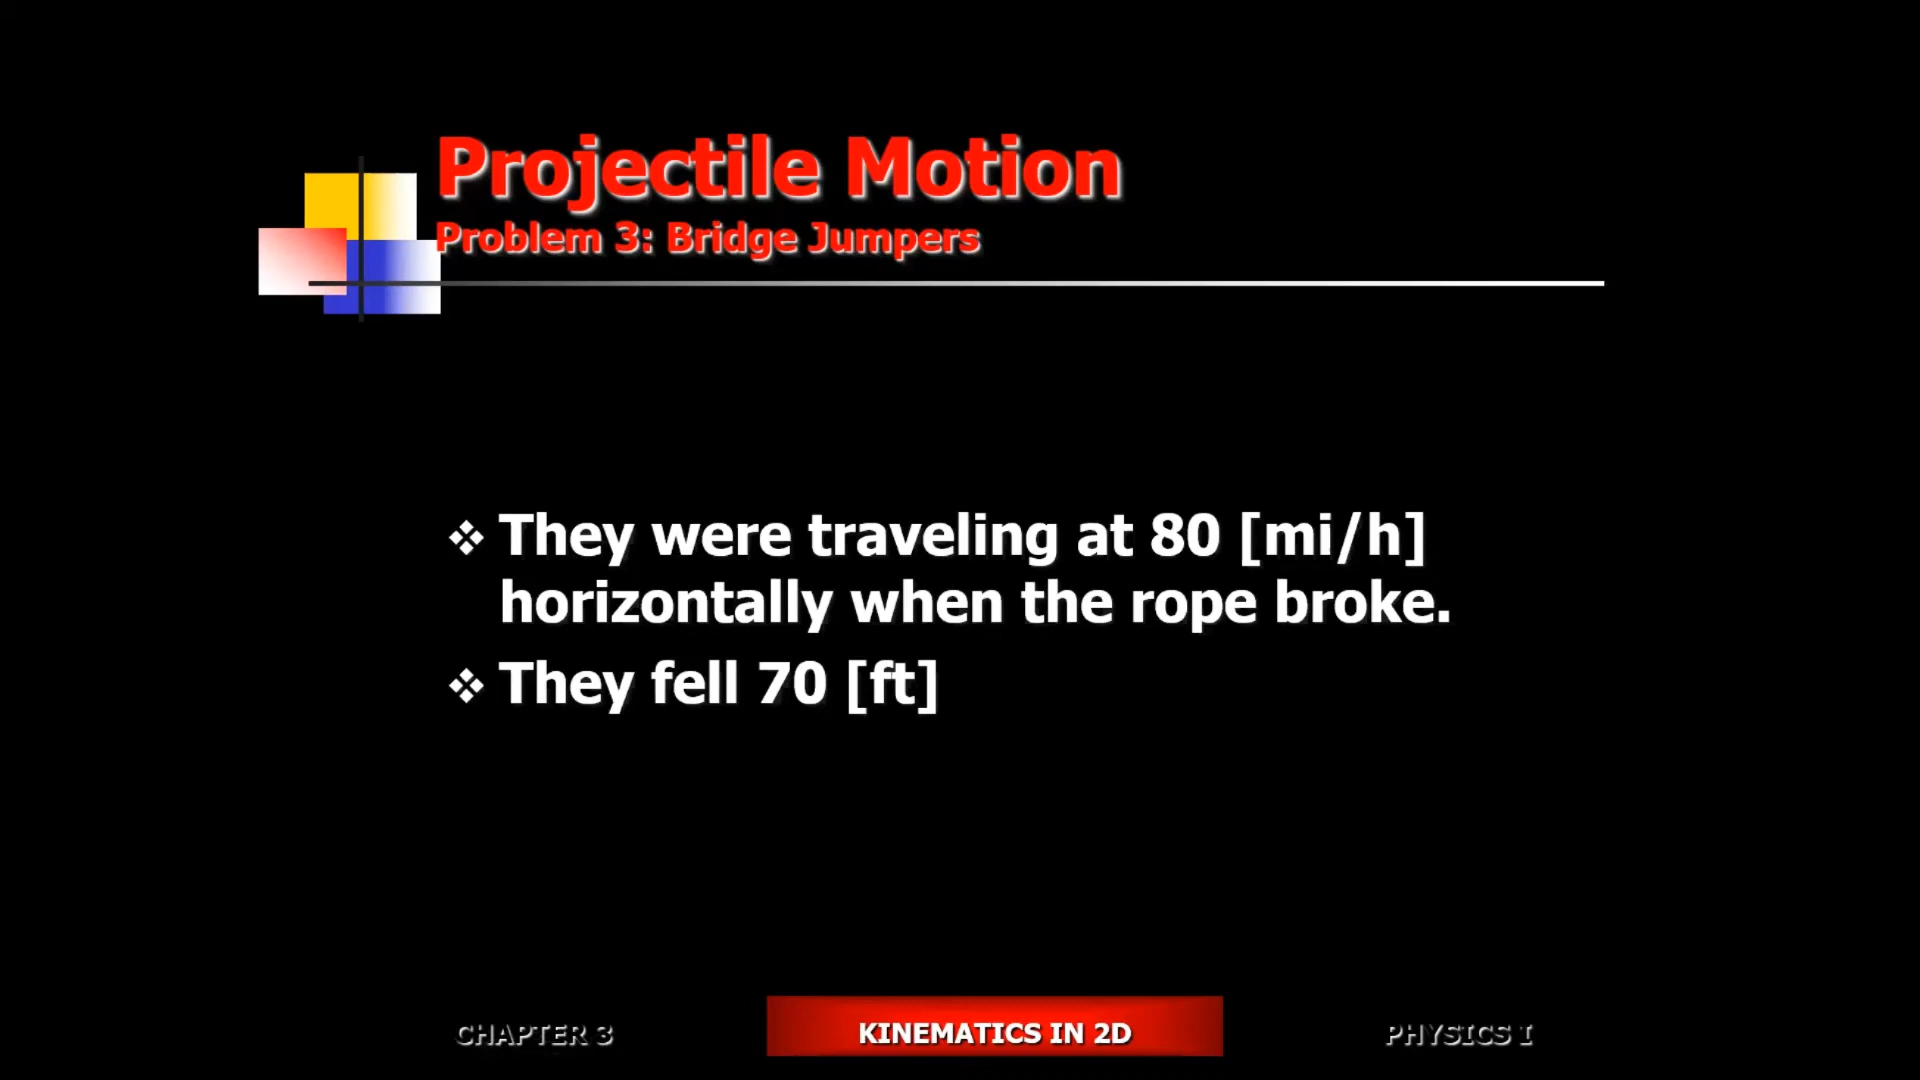 Projectile Motion
Problem 3: Bridge Jumpers
❖ They were traveling at 80 [mi/h]
horizontally when the rope broke.
❖ They fell 70 [ft]
CHAPTER 3
KINEMATICS IN 2D
PHYSICS I